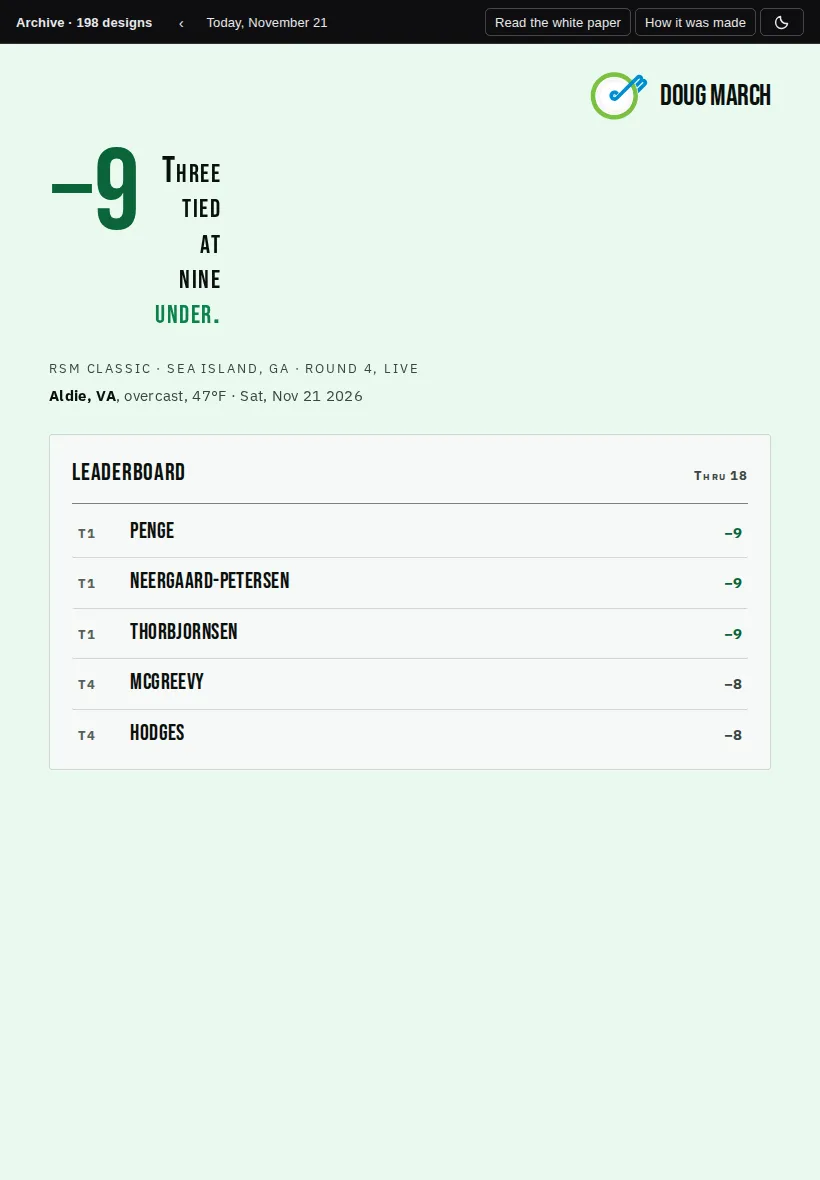 Archive · 198 designs ‹ Today, November 21 Read the white paper How it was made
DOUG MARCH
−9
Three
tied
at
nine
under.
RSM CLASSIC · SEA ISLAND, GA · ROUND 4, LIVE
Aldie, VA, overcast, 47°F · Sat, Nov 21 2026
LEADERBOARD Thru 18
T1 PENGE −9
T1 NEERGAARD-PETERSEN −9
T1 THORBJORNSEN −9
T4 MCGREEVY −8
T4 HODGES −8